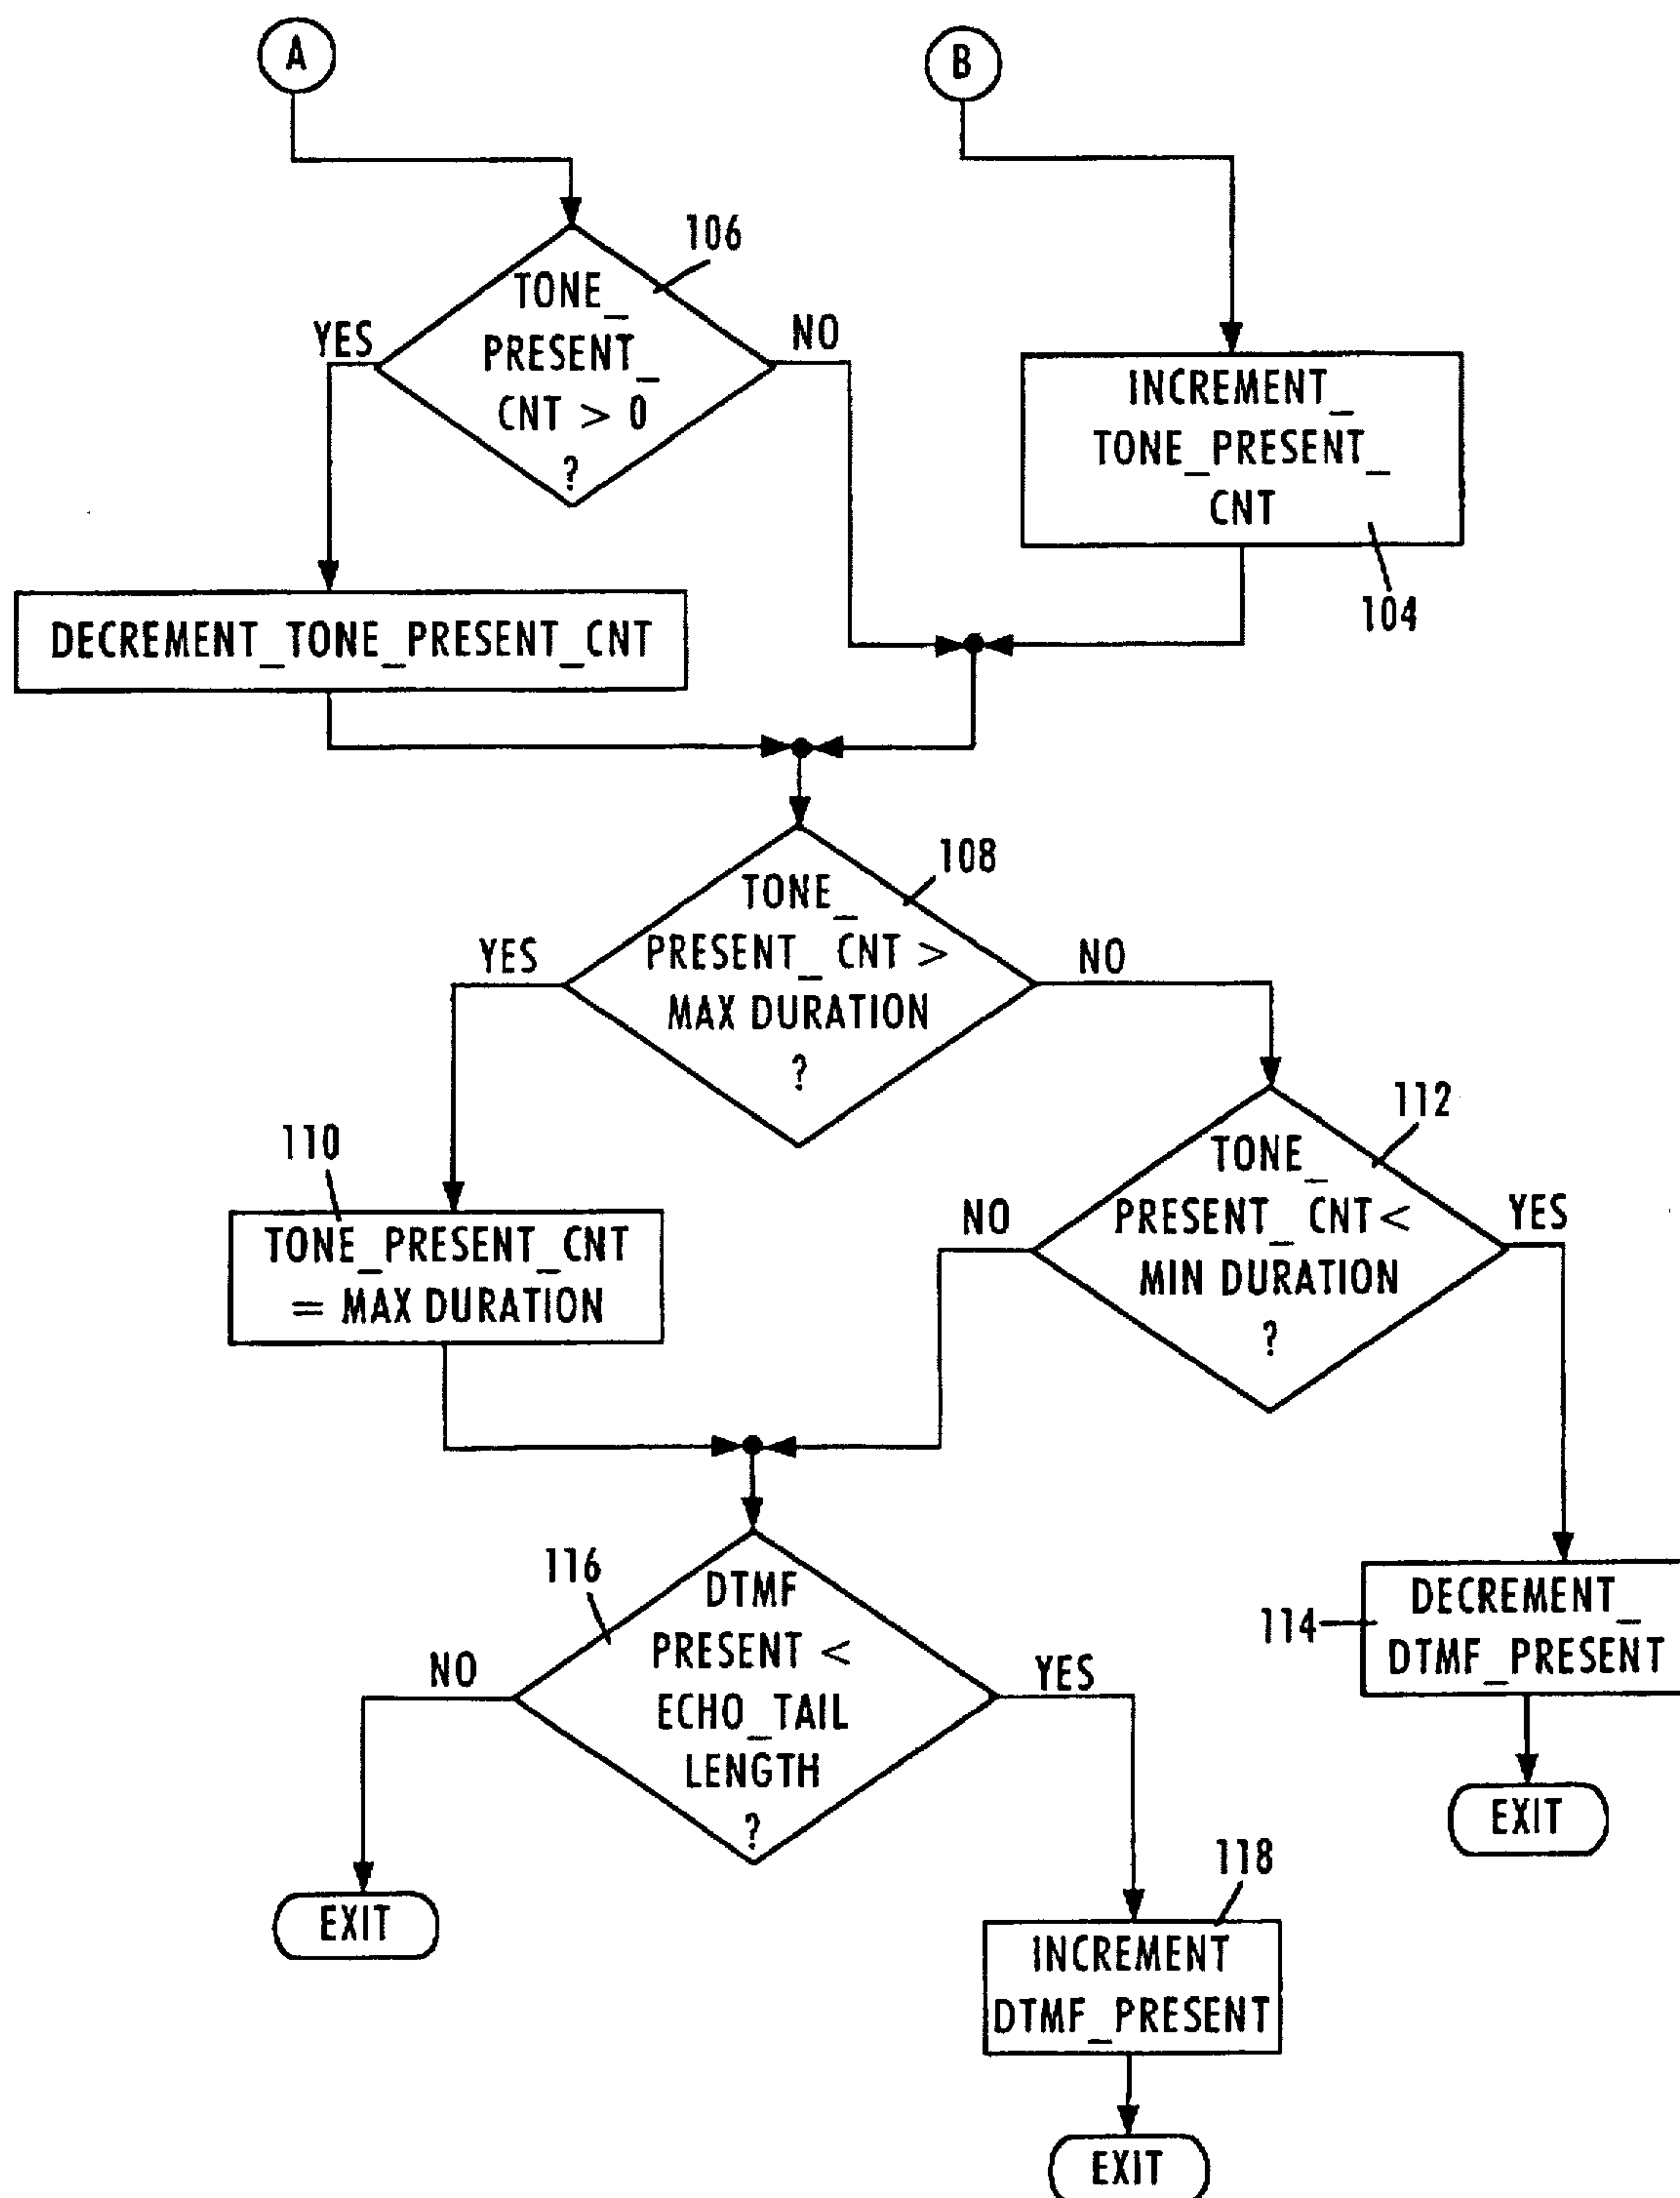 A
B
106
TONE_
PRESENT_
CNT > 0
?
YES
NO
INCREMENT_
TONE_PRESENT_
CNT
104
DECREMENT_TONE_PRESENT_CNT
108
TONE_
PRESENT_ CNT >
MAX DURATION
?
YES
NO
112
TONE_
PRESENT_ CNT <
MIN DURATION
?
NO
YES
110
TONE_PRESENT_CNT
= MAX DURATION
116
DTMF
PRESENT <
ECHO_TAIL
LENGTH
?
NO
YES
114
DECREMENT_
DTMF_PRESENT
EXIT
EXIT
118
INCREMENT
DTMF_PRESENT
EXIT